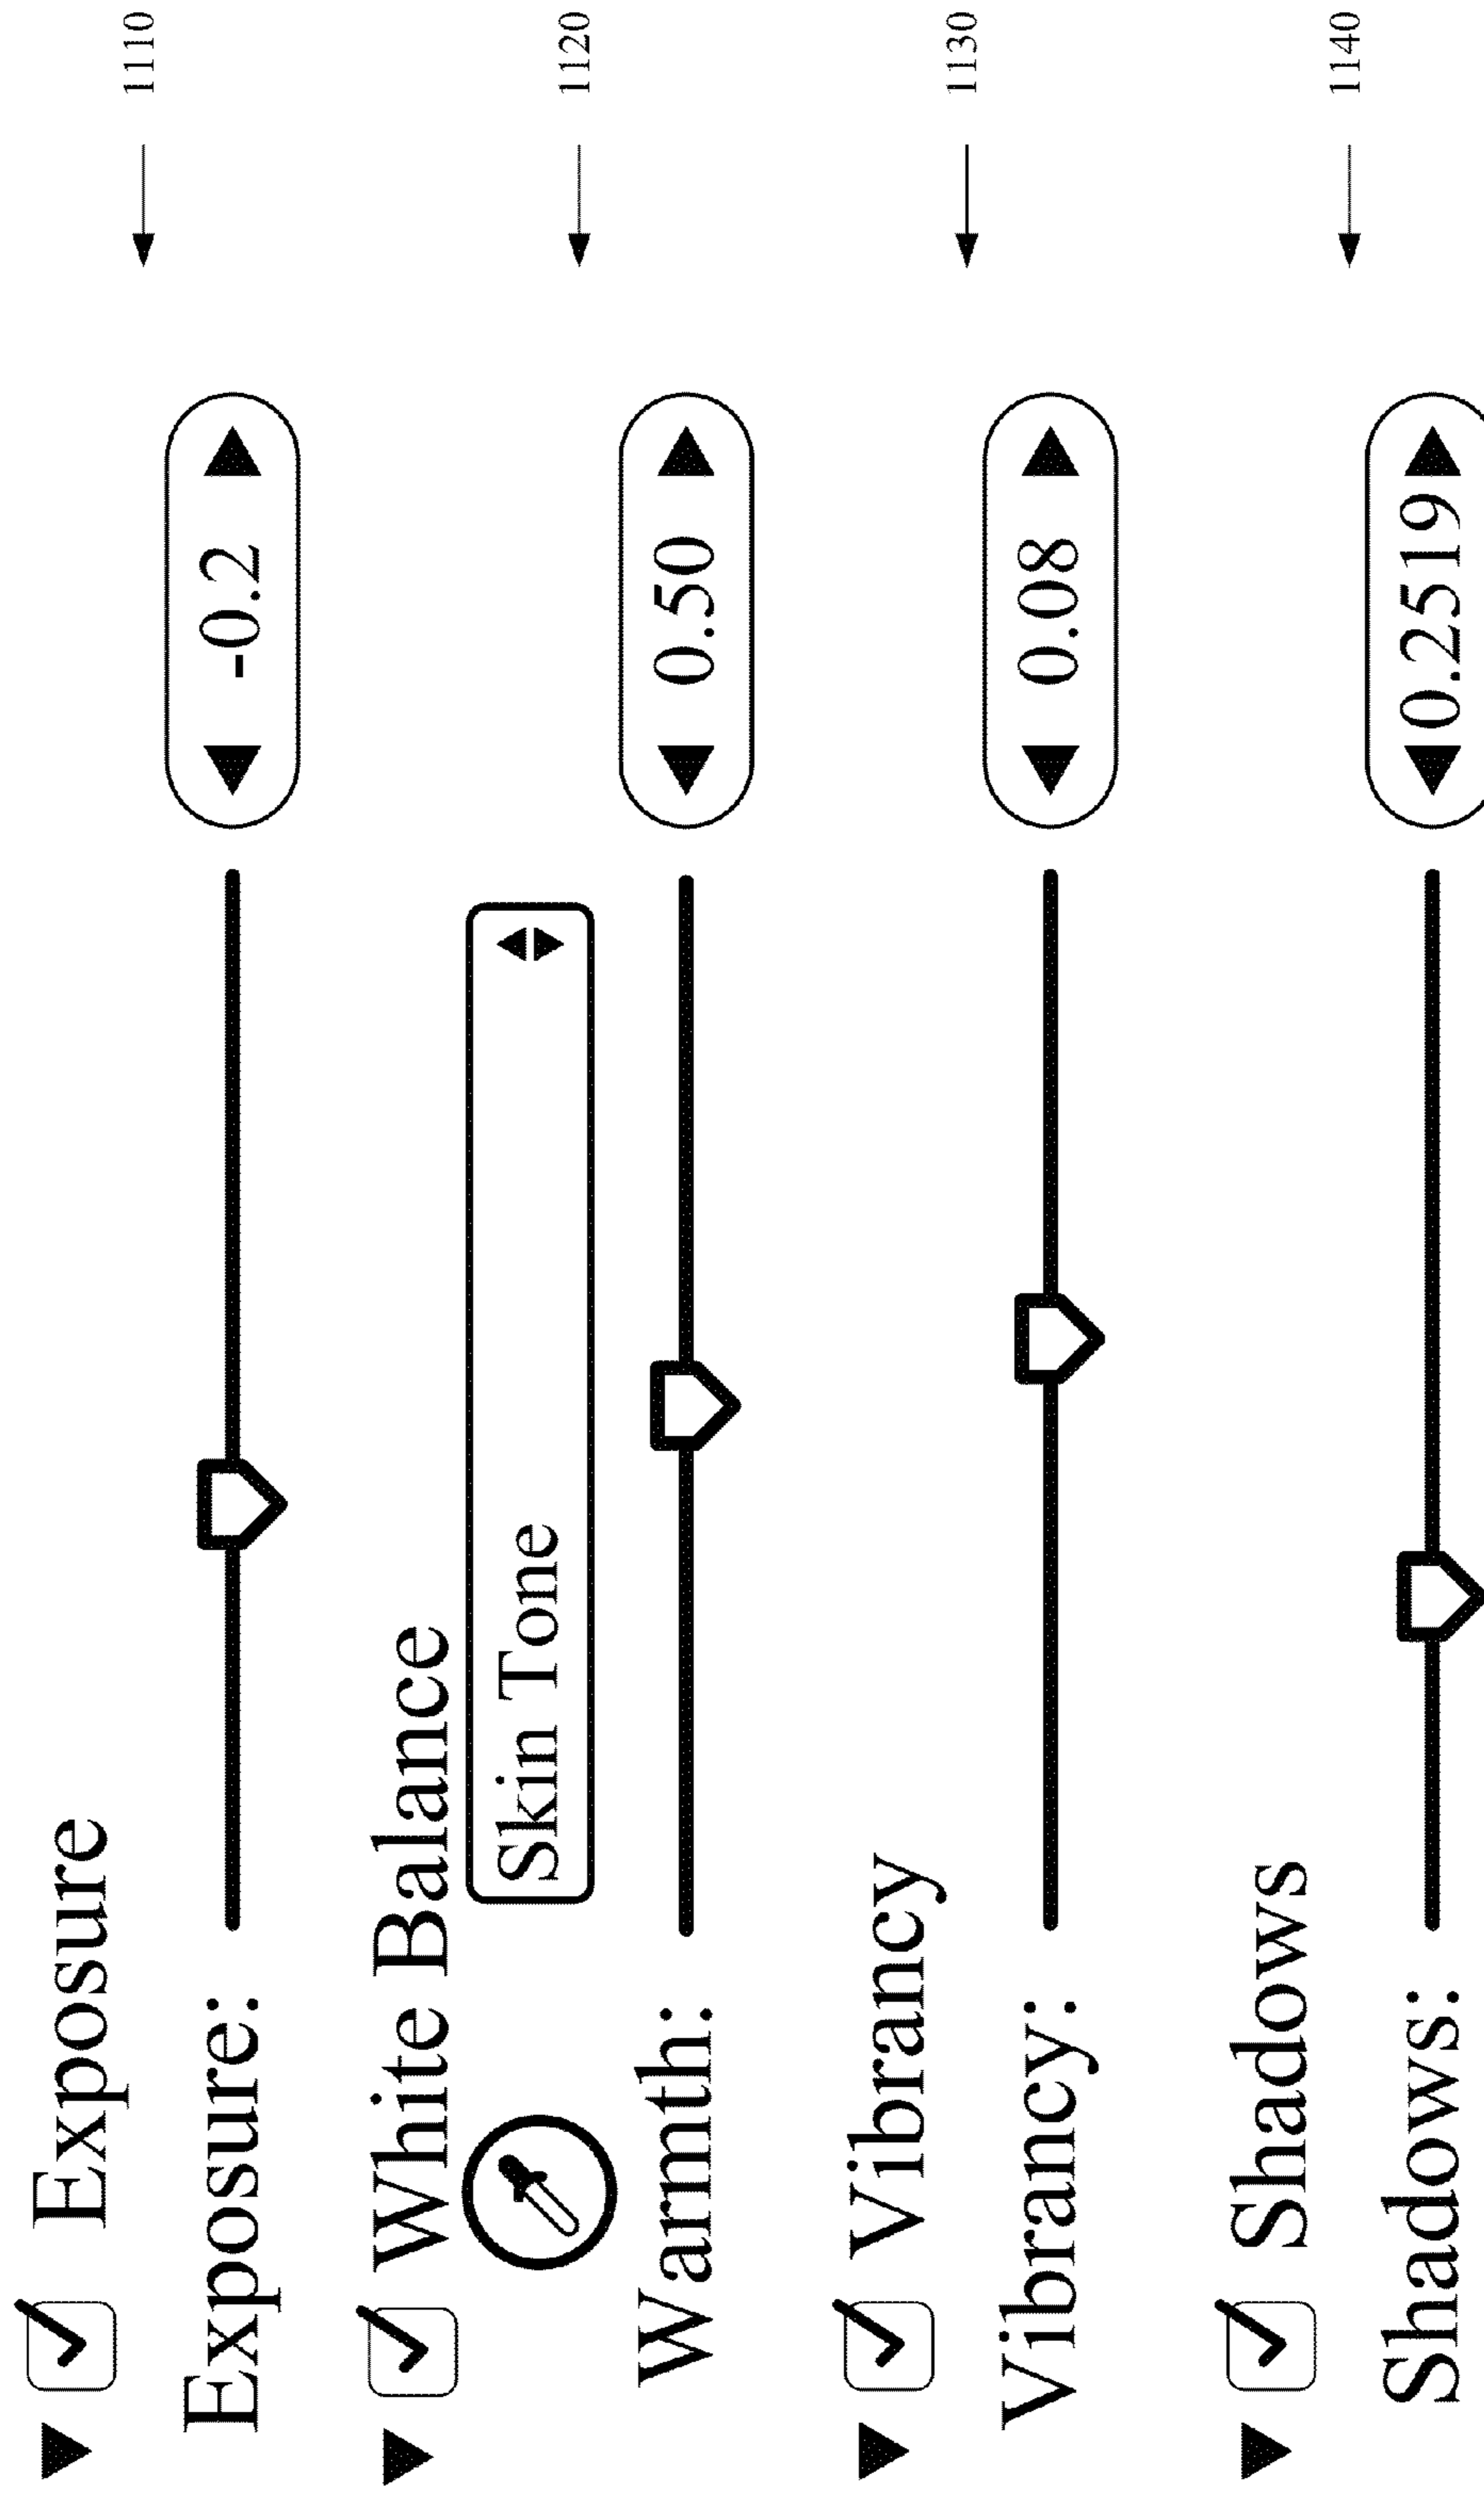 Exposure
Exposure: -0.2
1110
White Balance
Skin Tone
1120
Warmth: 0.50
Vibrancy
1130
Vibrancy: 0.08
Shadows
1140
Shadows: 0.2519